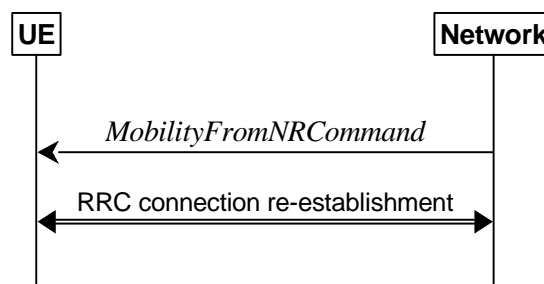 UE
Network
MobilityFromNRCommand
RRC connection re-establishment